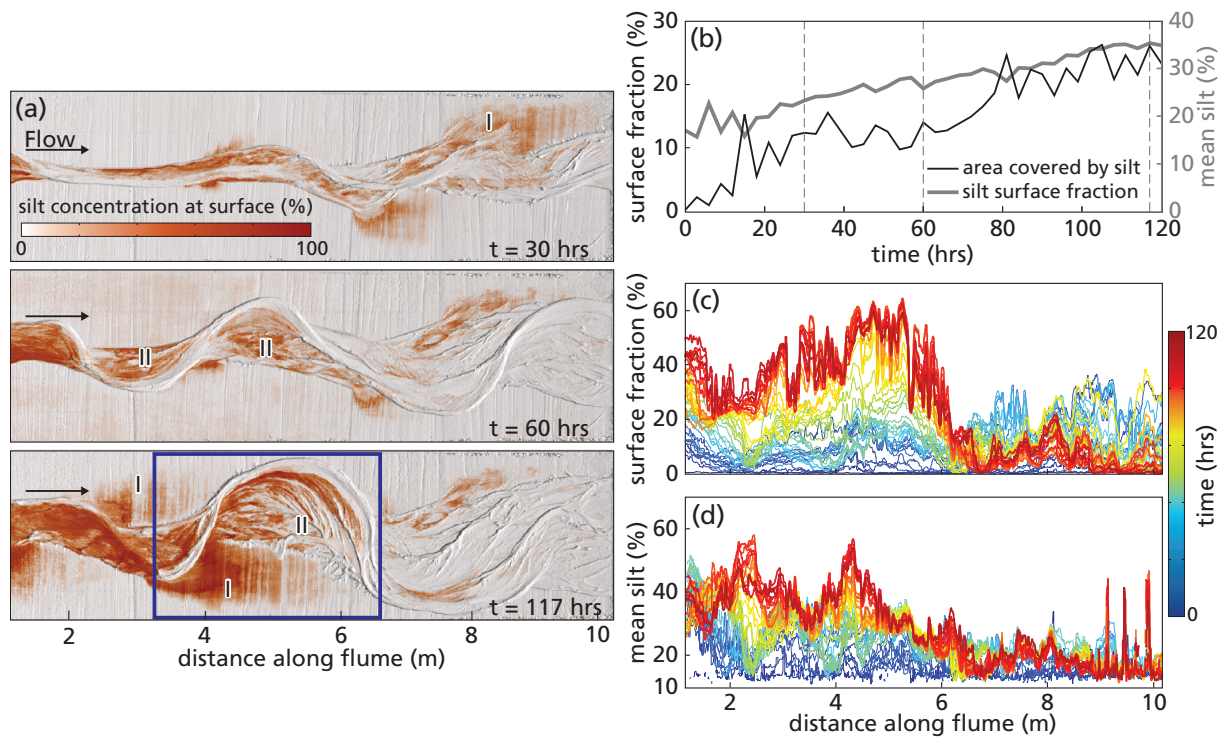 (a)
Flow
I
silt concentration at surface (%)
0 100
t = 30 hrs
II
II
t = 60 hrs
I
II
I
t = 117 hrs
2 4 6 8 10
distance along flume (m)
(b)
surface fraction (%)
30
20
10
0
mean silt (%)
40
30
20
10
0
area covered by silt
silt surface fraction
0 20 40 60 80 100 120
time (hrs)
(c)
surface fraction (%)
60
40
20
0
(d)
mean silt (%)
60
40
20
10
2 4 6 8 10
distance along flume (m)
120
time (hrs)
0